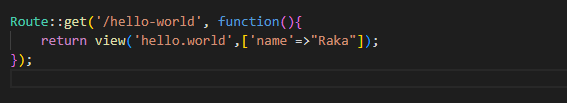 Route::get('/hello-world', function(){
    return view('hello.world',['name'=>"Raka"]);
});